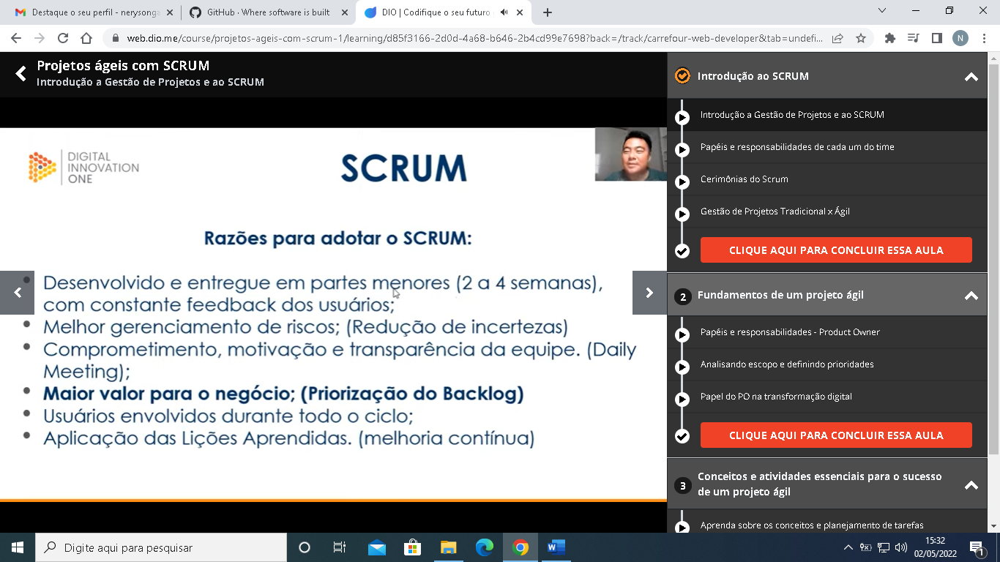 Destaque o seu perfil - nerysonga
GitHub · Where software is built
DIO | Codifique o seu futuro
web.dio.me/course/projetos-ageis-com-scrum-1/learning/d85f3166-2d0d-4a68-b646-2b4cd99e7698?back=/track/carrefour-web-developer&tab=undefi...
N
Projetos ágeis com SCRUM
Introdução a Gestão de Projetos e ao SCRUM
DIGITAL
INNOVATION
ONE
SCRUM
Razões para adotar o SCRUM:
• Desenvolvido e entregue em partes menores (2 a 4 semanas),
com constante feedback dos usuários;
• Melhor gerenciamento de riscos; (Redução de incertezas)
• Comprometimento, motivação e transparência da equipe. (Daily
Meeting);
• Maior valor para o negócio; (Priorização do Backlog)
• Usuários envolvidos durante todo o ciclo;
• Aplicação das Lições Aprendidas. (melhoria contínua)
Introdução ao SCRUM
Introdução a Gestão de Projetos e ao SCRUM
Papéis e responsabilidades de cada um do time
Cerimônias do Scrum
Gestão de Projetos Tradicional x Ágil
CLIQUE AQUI PARA CONCLUIR ESSA AULA
2 Fundamentos de um projeto ágil
Papéis e responsabilidades - Product Owner
Analisando escopo e definindo prioridades
Papel do PO na transformação digital
CLIQUE AQUI PARA CONCLUIR ESSA AULA
3 Conceitos e atividades essenciais para o sucesso
de um projeto ágil
Aprenda sobre os conceitos e planejamento de tarefas
Digite aqui para pesquisar
15:32
02/05/2022
1